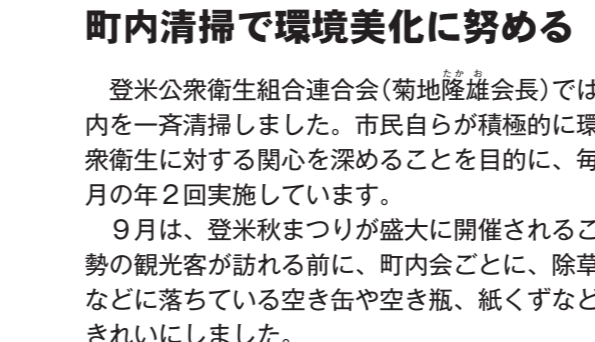 町内清掃で環境美化に努める
登米公衆衛生組合連合会（菊地隆雄会長）では
たか お
内を一斉清掃しました。市民自らが積極的に環
衆衛生に対する関心を深めることを目的に、毎
月の年２回実施しています。
９月は、登米秋まつりが盛大に開催されるこ
勢の観光客が訪れる前に、町内会ごとに、除草
などに落ちている空き缶や空き瓶、紙くずなど
きれいにしました。